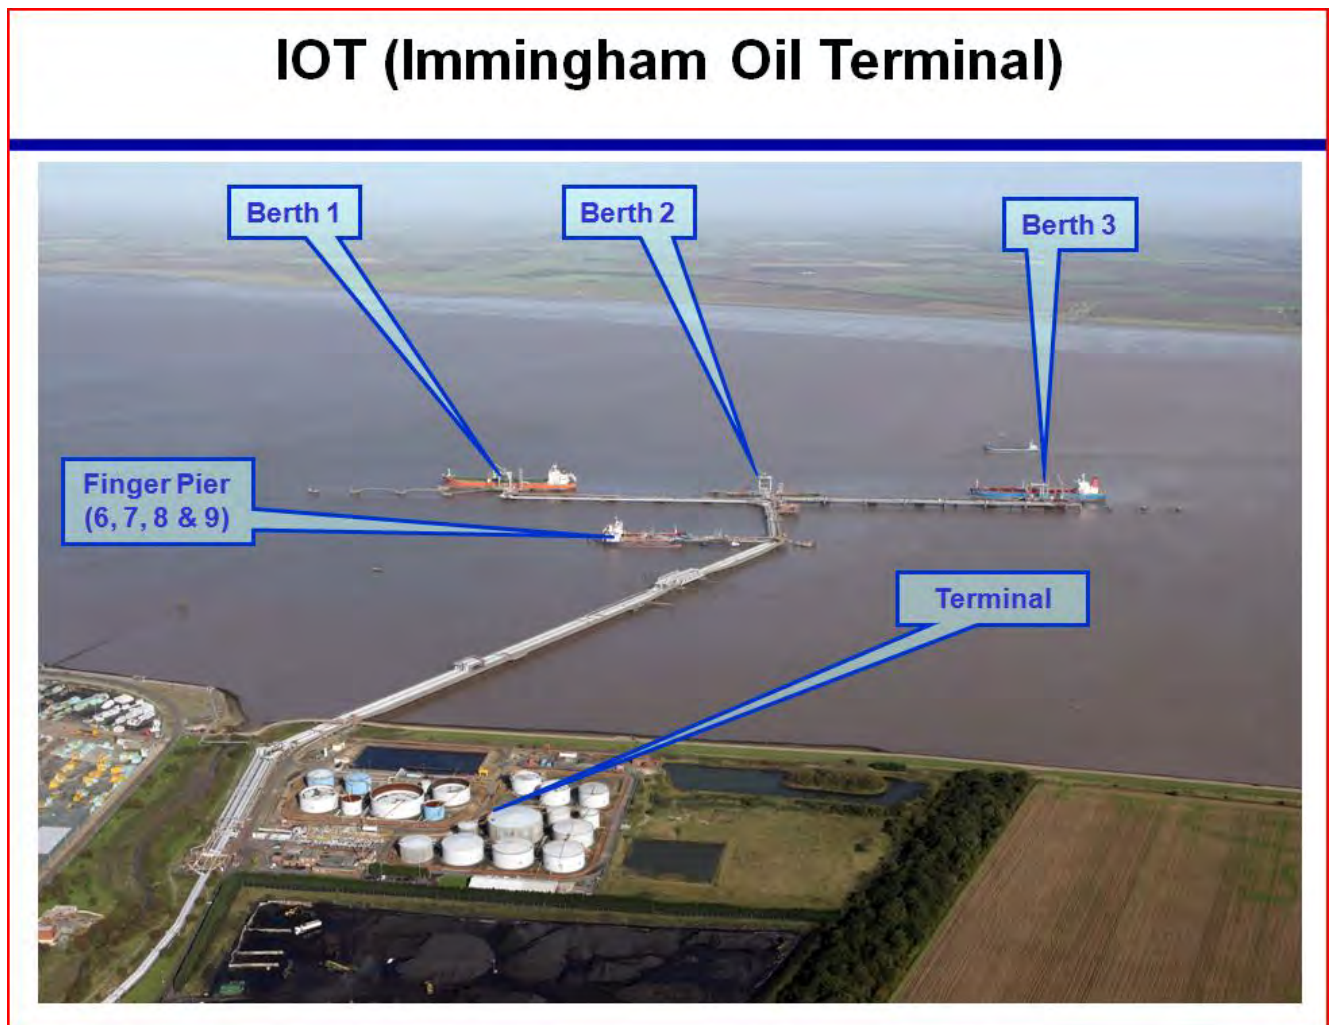 IOT (Immingham Oil Terminal)
Berth 1
Berth 2
Berth 3
Finger Pier
(6, 7, 8 & 9)
Terminal